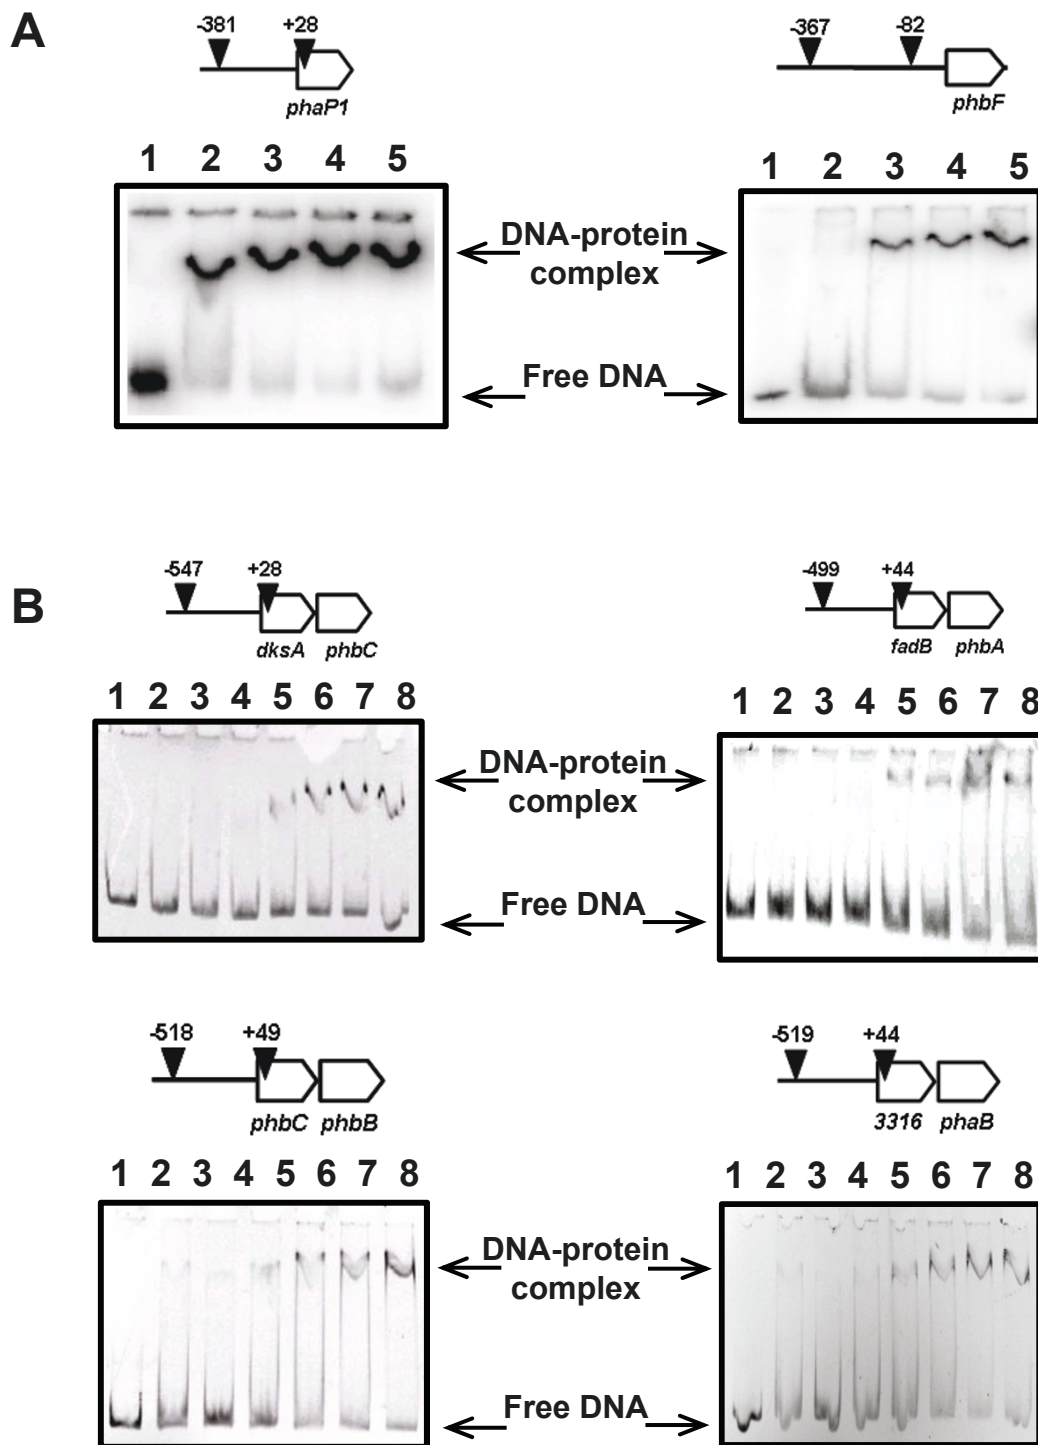 A
-381 +28
phaP1
-367 -82
phbF
1 2 3 4 5
1 2 3 4 5
DNA-protein
complex
Free DNA
B
-547 +28
dksA phbC
-499 +44
fadB phbA
1 2 3 4 5 6 7 8
1 2 3 4 5 6 7 8
DNA-protein
complex
Free DNA
-518 +49
phbC phbB
-519 +44
3316 phaB
1 2 3 4 5 6 7 8
1 2 3 4 5 6 7 8
DNA-protein
complex
Free DNA